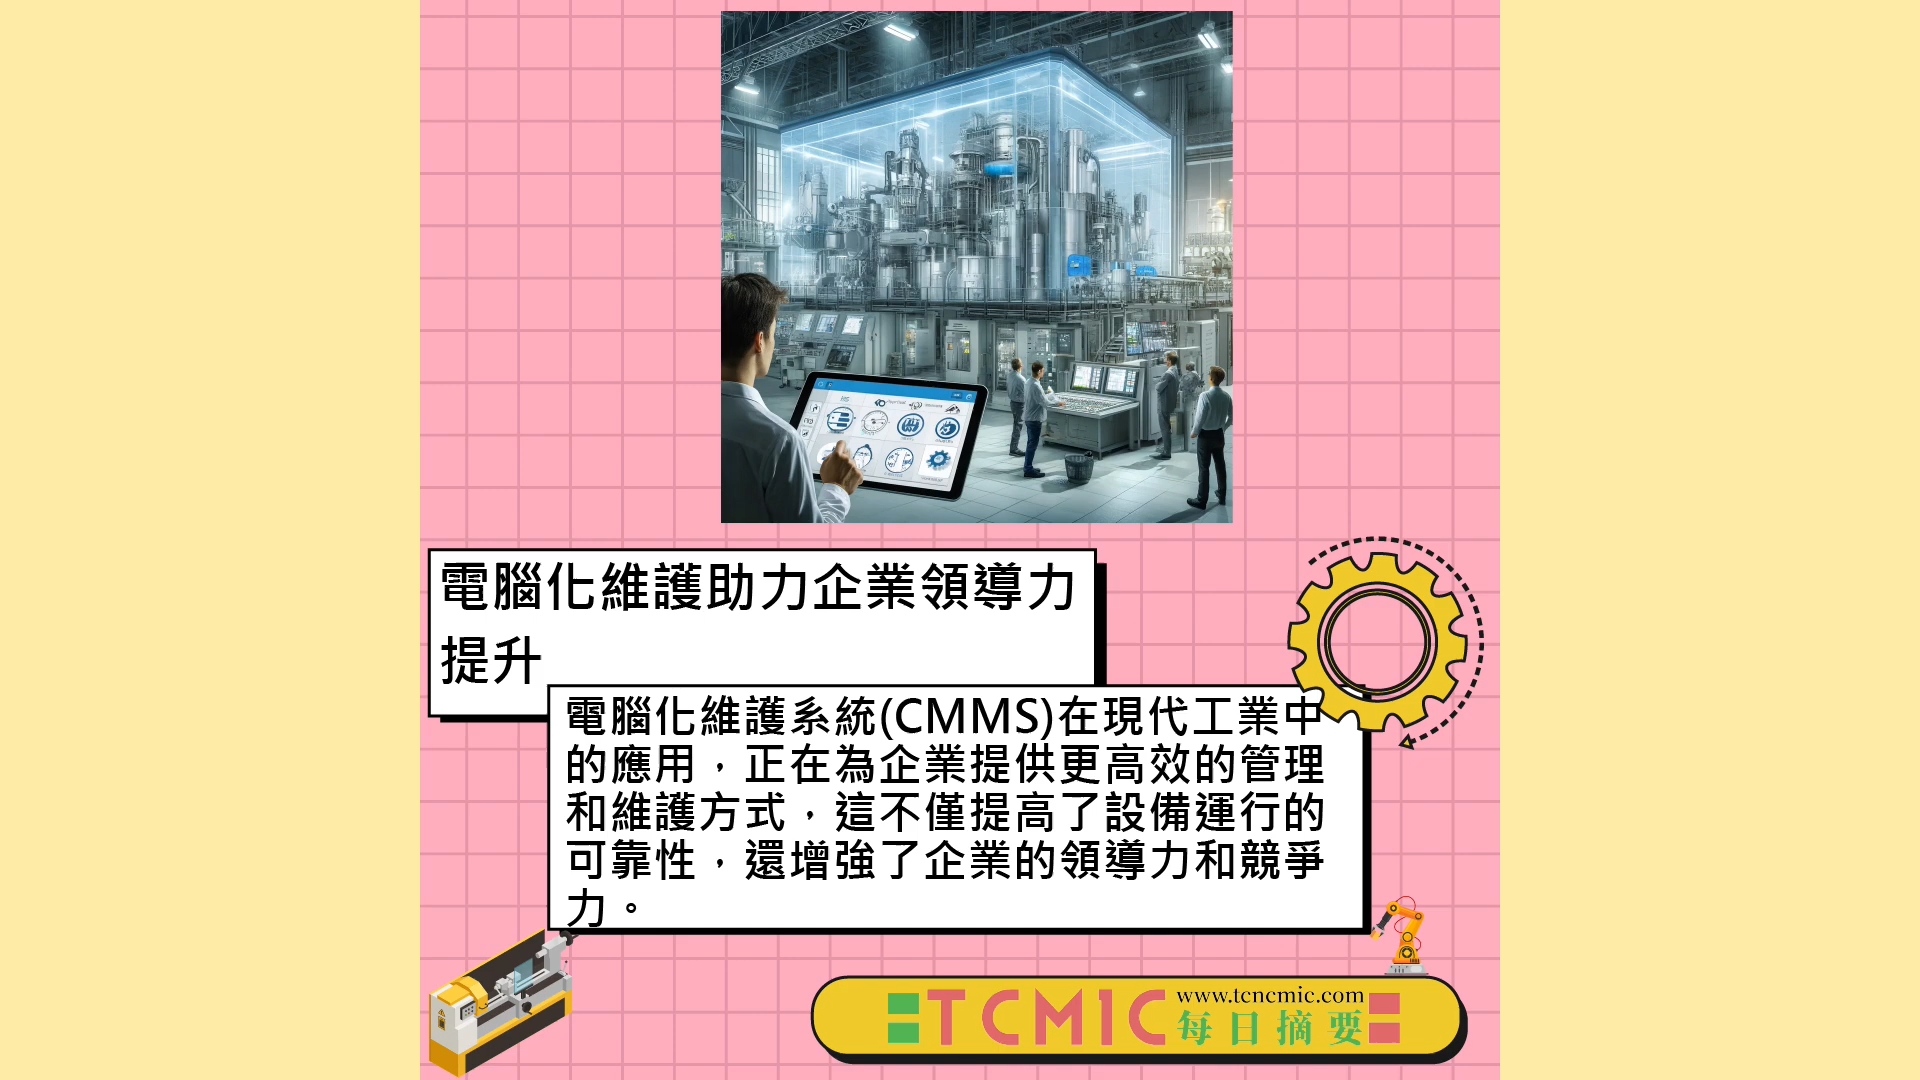 電腦化維護助力企業領導力
提升
電腦化維護系統(CMMS)在現代工業中
的應用，正在為企業提供更高效的管理
和維護方式，這不僅提高了設備運行的
可靠性，還增強了企業的領導力和競爭
力。
TCMIC
www.tcncmic.com
每日摘要